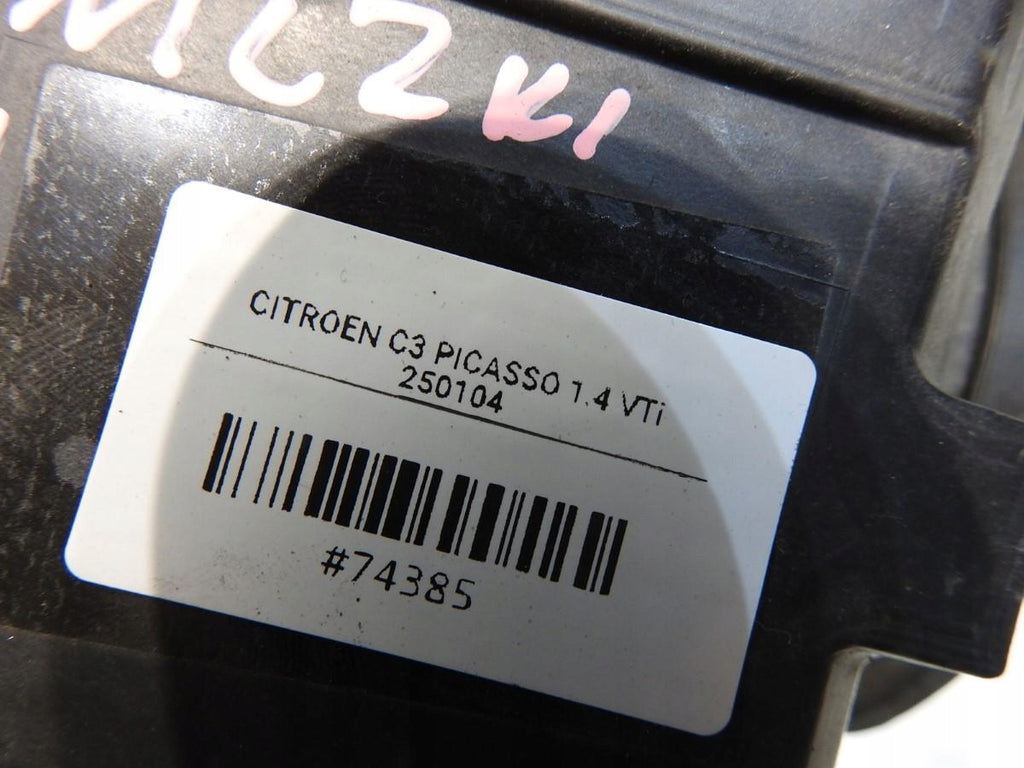 CITROEN C3 PICASSO 1.4 VTi
250104
#74385